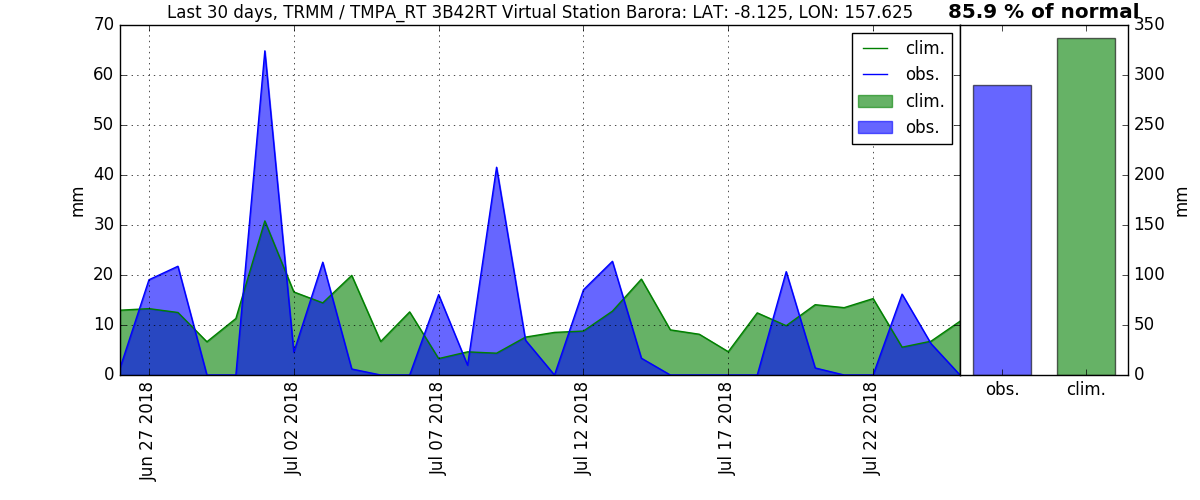 Last 30 days, TRMM / TMPA_RT 3B42RT Virtual Station Barora: LAT: -8.125, LON: 157.625
85.9 % of normal
70
60
50
40
30
20
10
0
mm
clim.
obs.
clim.
obs.
350
300
250
200
150
100
50
0
mm
Jun 27 2018
Jul 02 2018
Jul 07 2018
Jul 12 2018
Jul 17 2018
Jul 22 2018
obs.
clim.